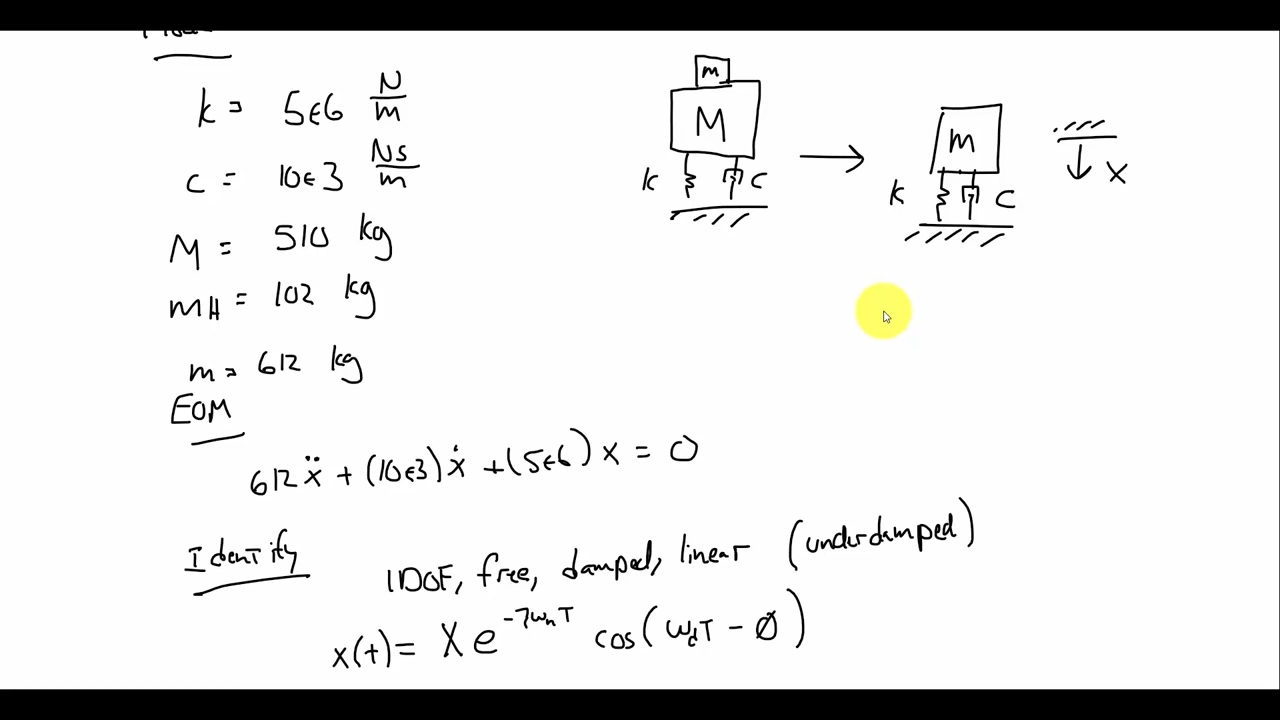 k = 5e6 N/m
c = 10e3 Ns/m
M = 510 kg
mH = 102 kg
m = 612 kg
m
M
k c
m
k c
x
EOM
612ẍ + (10e3)ẋ + (5e6)x = 0
Identify
1DOF, free, damped, linear (underdamped)
x(t) = Xe^-ζωnT cos(ωdT - Ø)